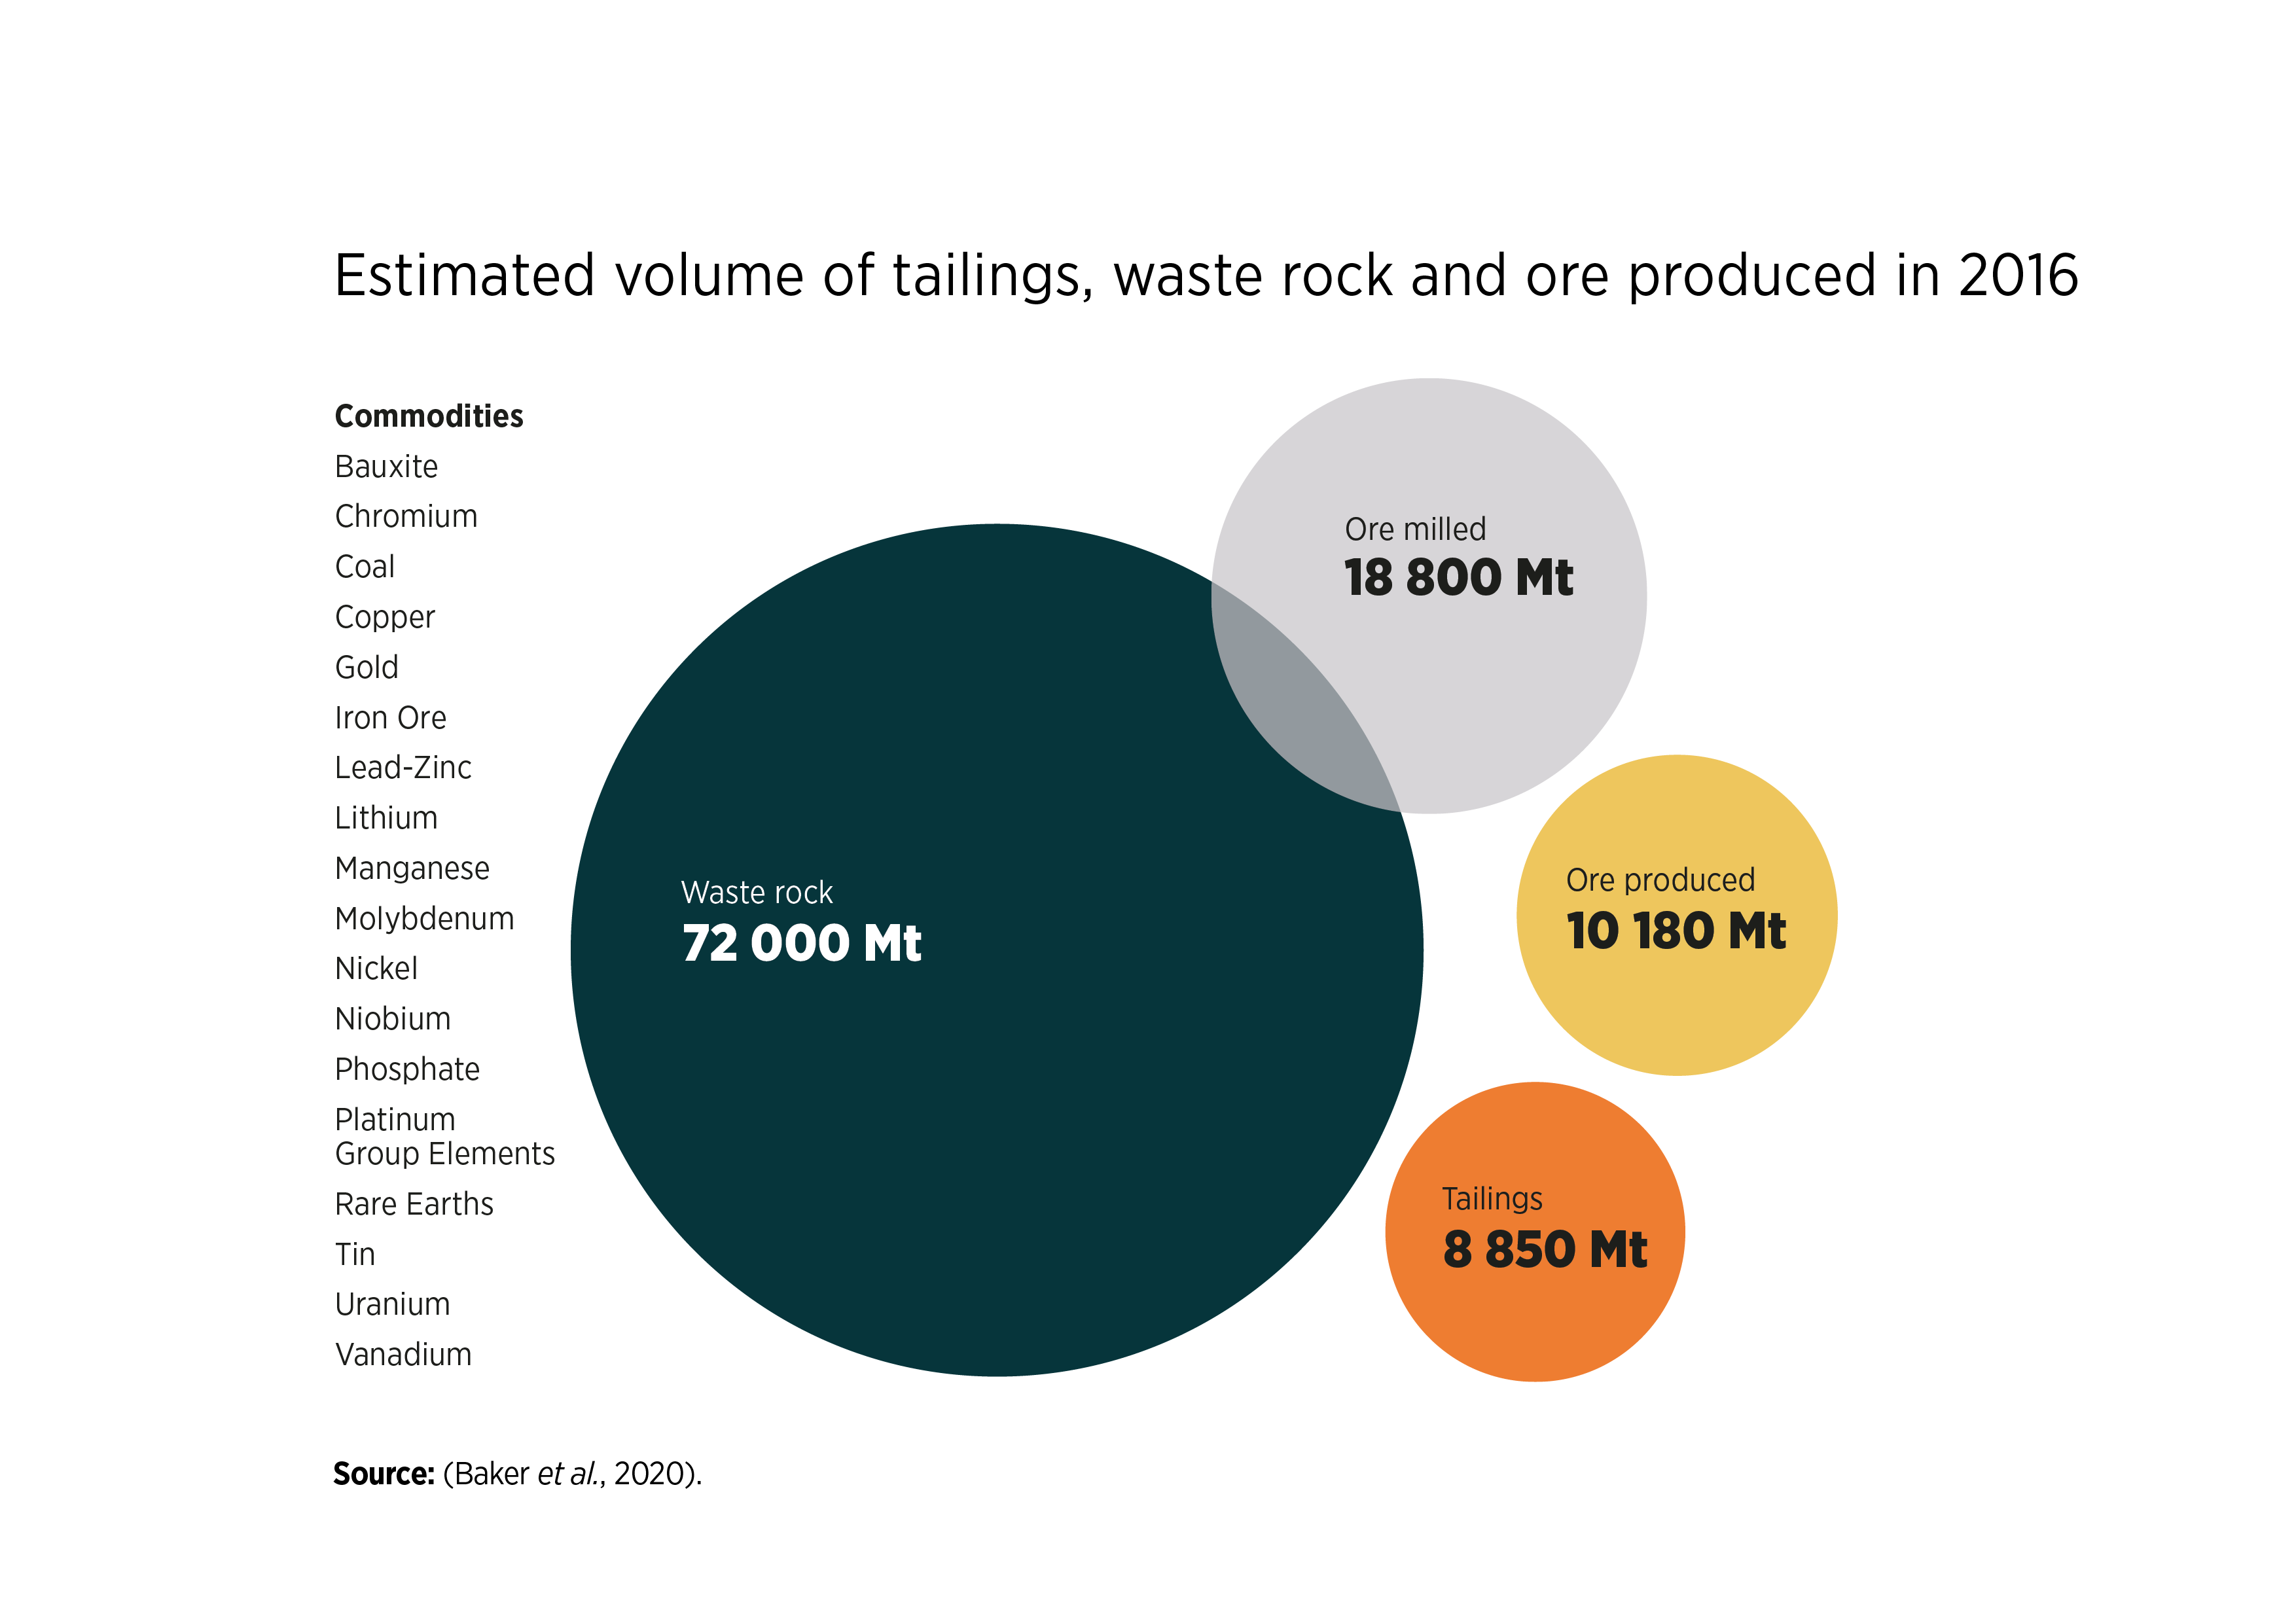 Estimated volume of tailings, waste rock and ore produced in 2016
Commodities
Bauxite
Chromium
Coal
Copper
Gold
Iron Ore
Lead-Zinc
Lithium
Manganese
Molybdenum
Nickel
Niobium
Phosphate
Platinum
Group Elements
Rare Earths
Tin
Uranium
Vanadium
Ore milled
18 800 Mt
Waste rock
72 000 Mt
Ore produced
10 180 Mt
Tailings
8 850 Mt
Source: (Baker et al., 2020).